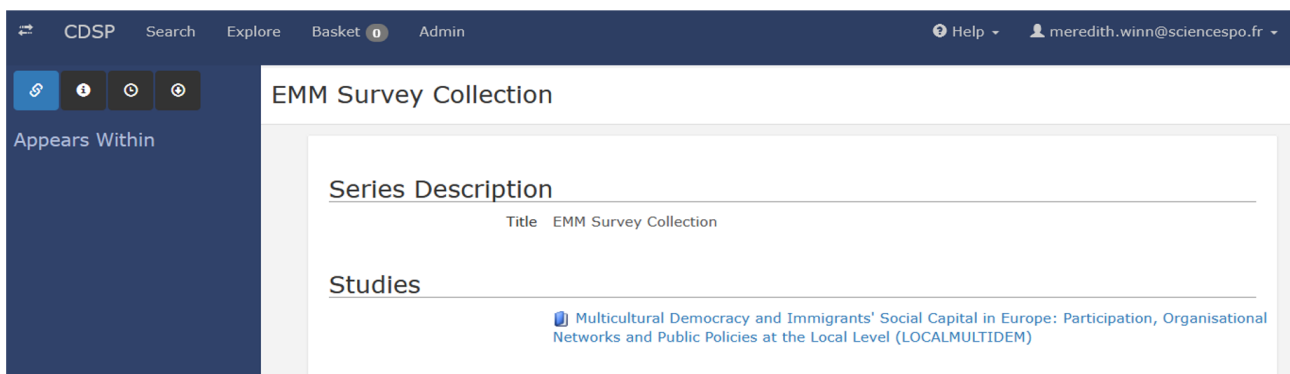 CDSP Search Explore Basket 0 Admin Help meredith.winn@sciencespo.fr
EMM Survey Collection
Appears Within
Series Description
Title EMM Survey Collection
Studies
Multicultural Democracy and Immigrants' Social Capital in Europe: Participation, Organisational
Networks and Public Policies at the Local Level (LOCALMULTIDEM)